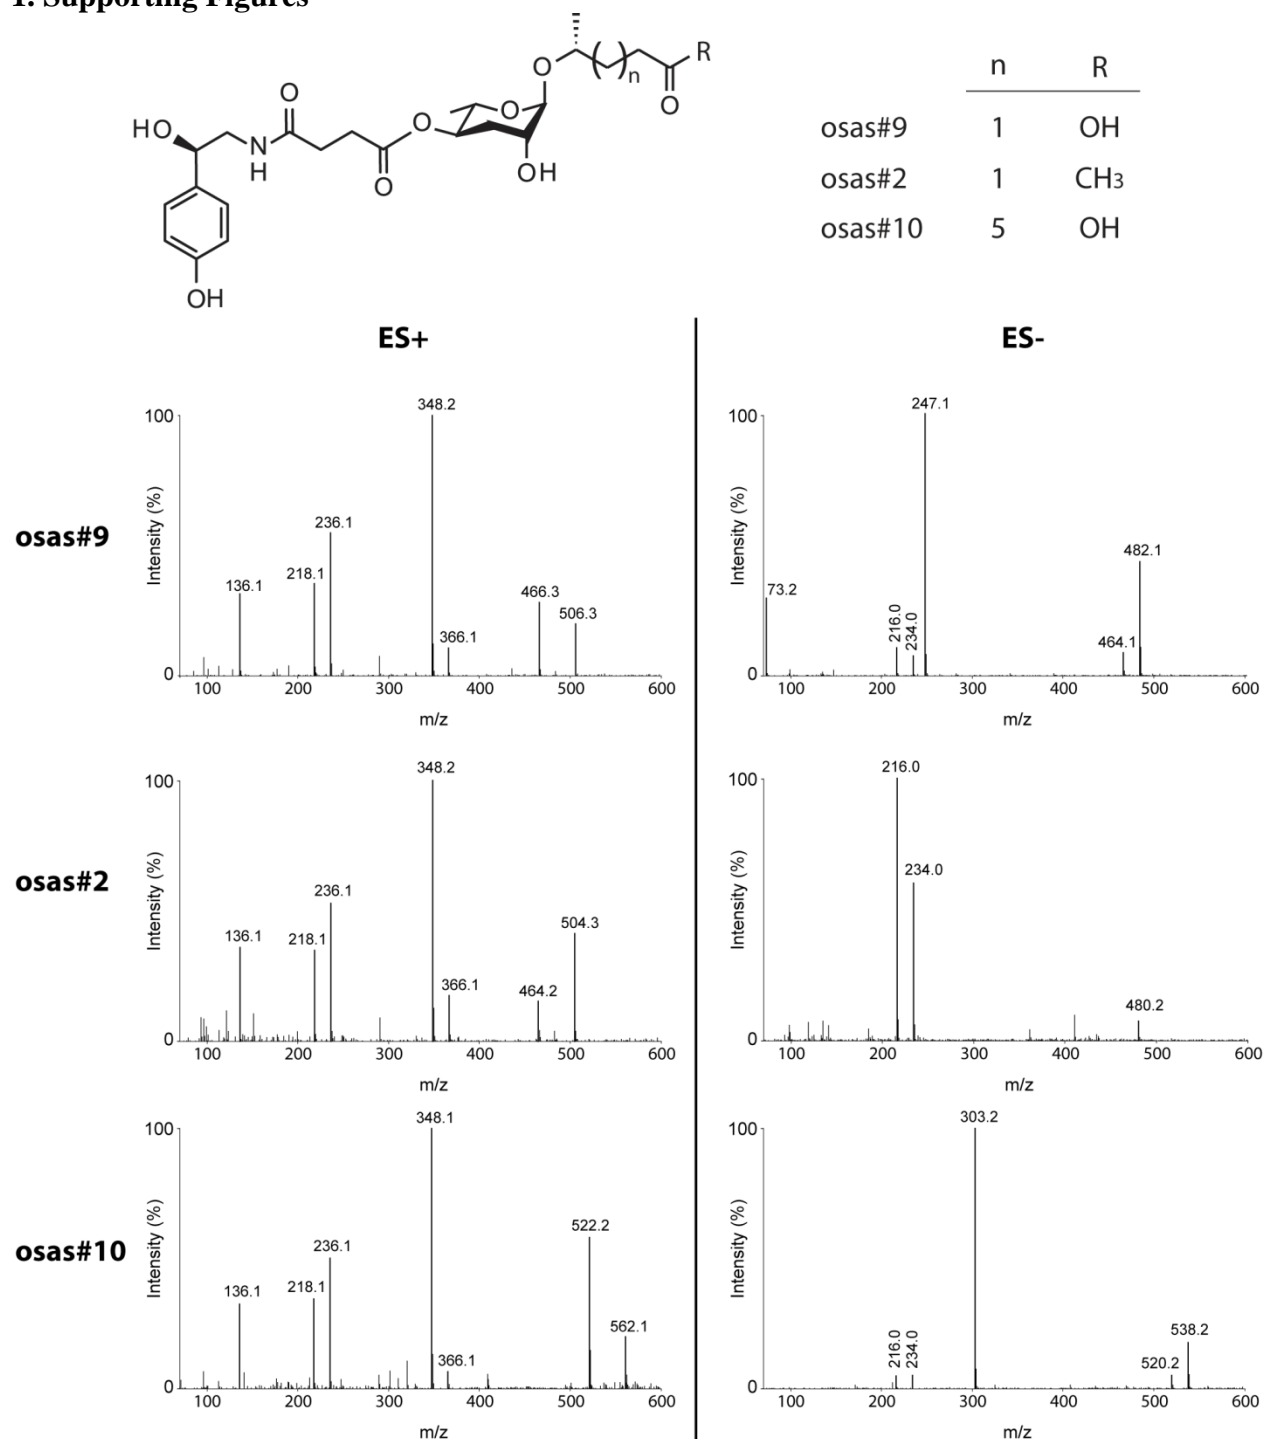 1. Supporting Figures
n R
osas#9 1 OH
osas#2 1 CH3
osas#10 5 OH
O R
( ) n
O
O O O
HO O
N
H
O OH
OH
ES+ ES-
osas#9
100
0
Intensity (%)
136.1 218.1 236.1 348.2 366.1 466.3 506.3
100 200 300 400 500 600
m/z
100
0
Intensity (%)
73.2 216.0 234.0 247.1 464.1 482.1
100 200 300 400 500 600
m/z
osas#2
100
0
Intensity (%)
136.1 218.1 236.1 348.2 366.1 464.2 504.3
100 200 300 400 500 600
m/z
100
0
Intensity (%)
216.0 234.0 480.2
100 200 300 400 500 600
m/z
osas#10
100
0
Intensity (%)
136.1 218.1 236.1 348.1 366.1 522.2 562.1
100 200 300 400 500 600
m/z
100
0
Intensity (%)
216.0 234.0 303.2 520.2 538.2
100 200 300 400 500 600
m/z